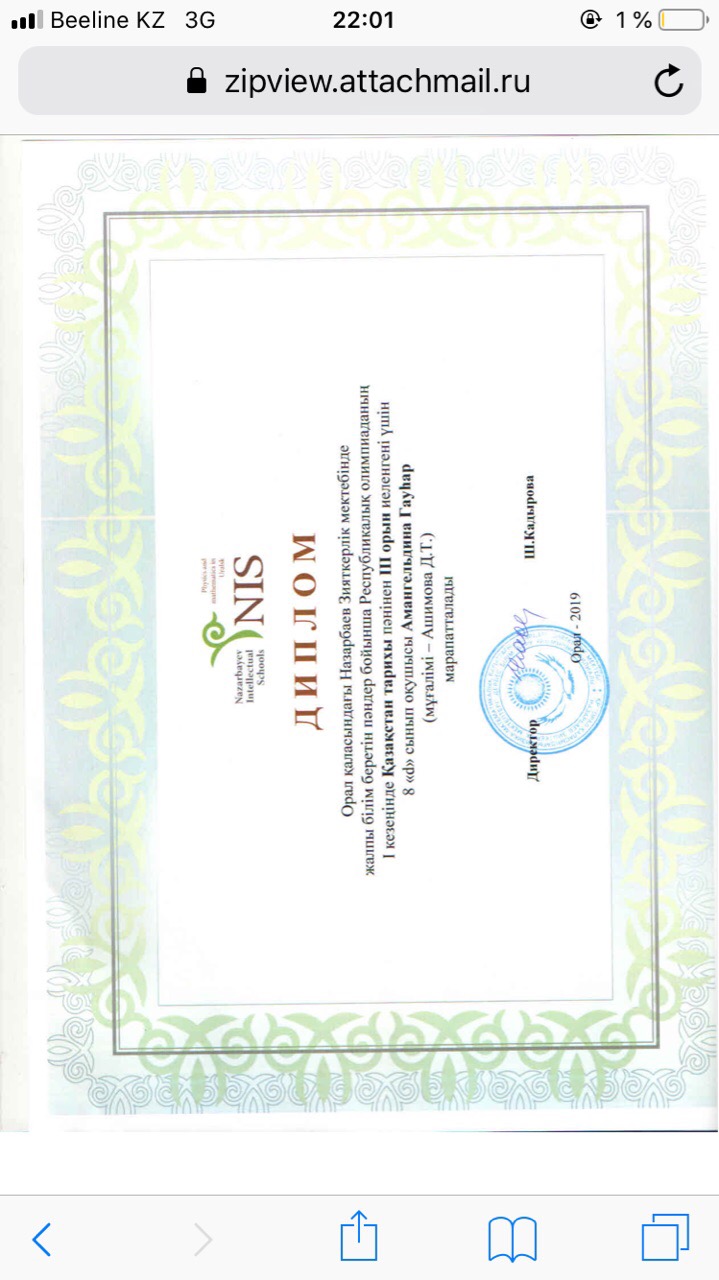 Beeline KZ 3G 22:01 1 %
zipview.attachmail.ru
Nazarbayev
Intellectual
Schools
NIS
Physics and
mathematics in
Uralsk
ДИПЛОМ
Орал қаласындағы Назарбаев Зияткерлік мектебінде
жалпы білім беретін пәндер бойынша Республикалық олимпиаданың
І кезеңінде Қазақстан тарихы пәнінен ІІІ орын иеленгені үшін
8 «d» сынып оқушысы Амангельдина Гауһар
(мұғалімі – Ашимова Д.Т.)
марапатталады
Директор Ш.Кадырова
Орал - 2019